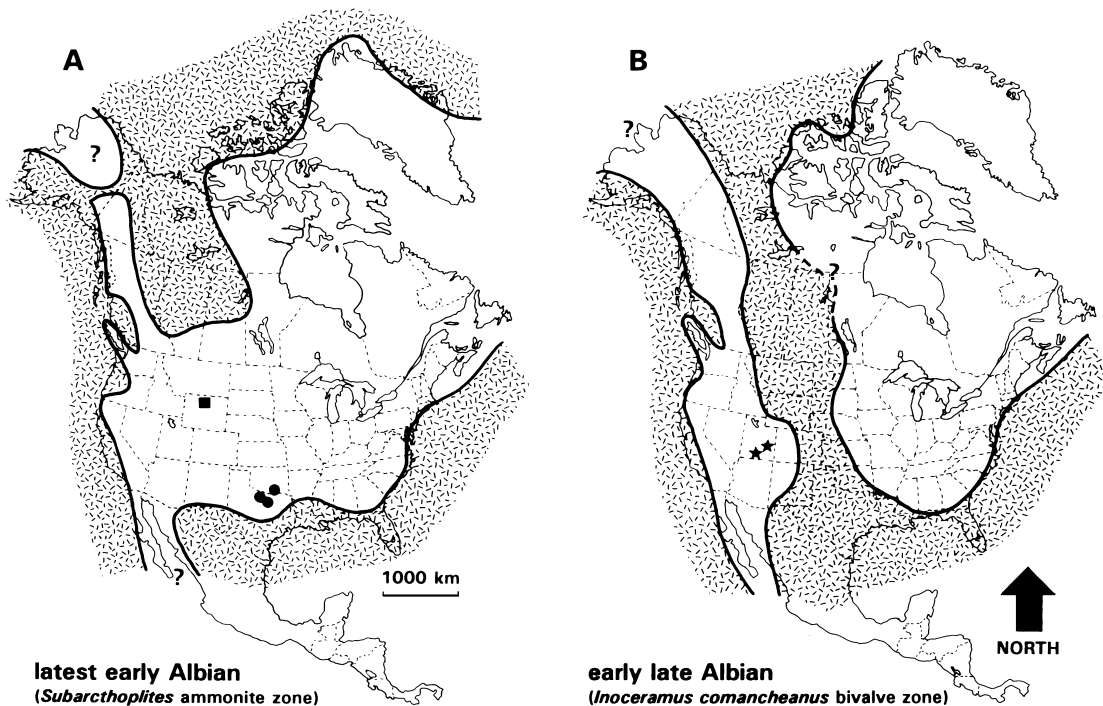 A
?
?
1000 km
latest early Albian
(Subarcthoplites ammonite zone)
B
?
?
NORTH
early late Albian
(Inoceramus comancheanus bivalve zone)